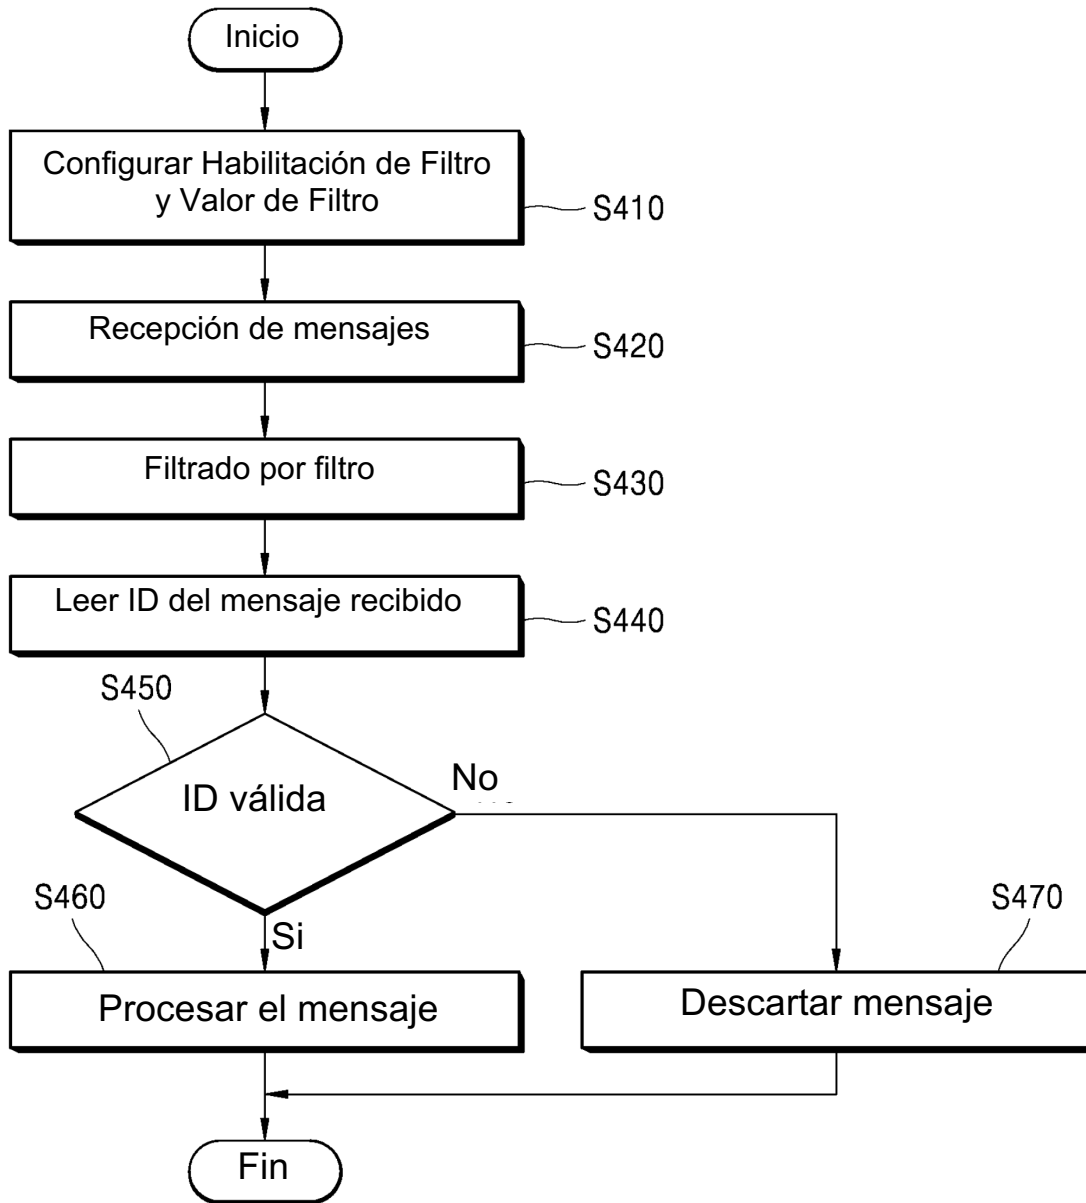 Inicio
Configurar Habilitación de Filtro
y Valor de Filtro
S410
Recepción de mensajes
S420
Filtrado por filtro
S430
Leer ID del mensaje recibido
S440
S450
ID válida
No
S460
Si
S470
Procesar el mensaje
Descartar mensaje
Fin